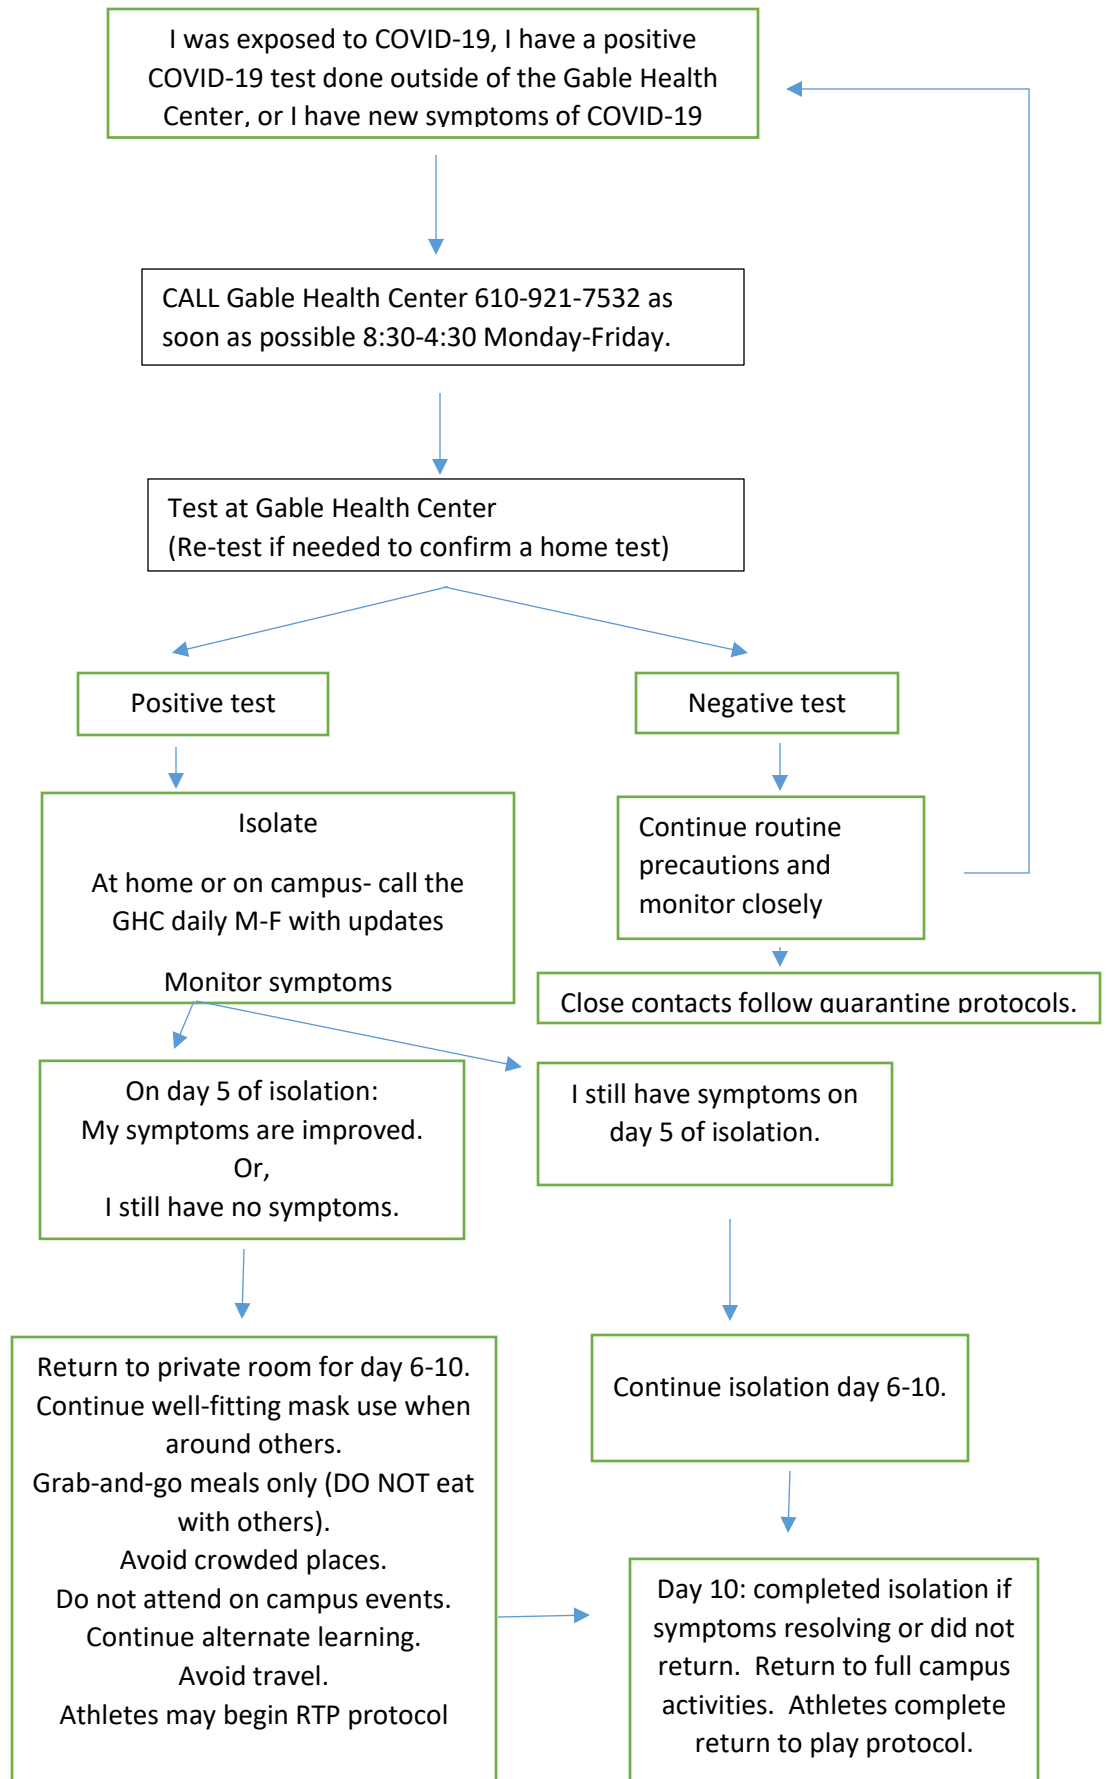 I was exposed to COVID-19, I have a positive
COVID-19 test done outside of the Gable Health
Center, or I have new symptoms of COVID-19
CALL Gable Health Center 610-921-7532 as
soon as possible 8:30-4:30 Monday-Friday.
Test at Gable Health Center
(Re-test if needed to confirm a home test)
Positive test
Negative test
Isolate
At home or on campus- call the
GHC daily M-F with updates
Monitor symptoms
Continue routine
precautions and
monitor closely
Close contacts follow quarantine protocols.
On day 5 of isolation:
My symptoms are improved.
Or,
I still have no symptoms.
I still have symptoms on
day 5 of isolation.
Return to private room for day 6-10.
Continue well-fitting mask use when
around others.
Grab-and-go meals only (DO NOT eat
with others).
Avoid crowded places.
Do not attend on campus events.
Continue alternate learning.
Avoid travel.
Athletes may begin RTP protocol
Continue isolation day 6-10.
Day 10: completed isolation if
symptoms resolving or did not
return.  Return to full campus
activities.  Athletes complete
return to play protocol.